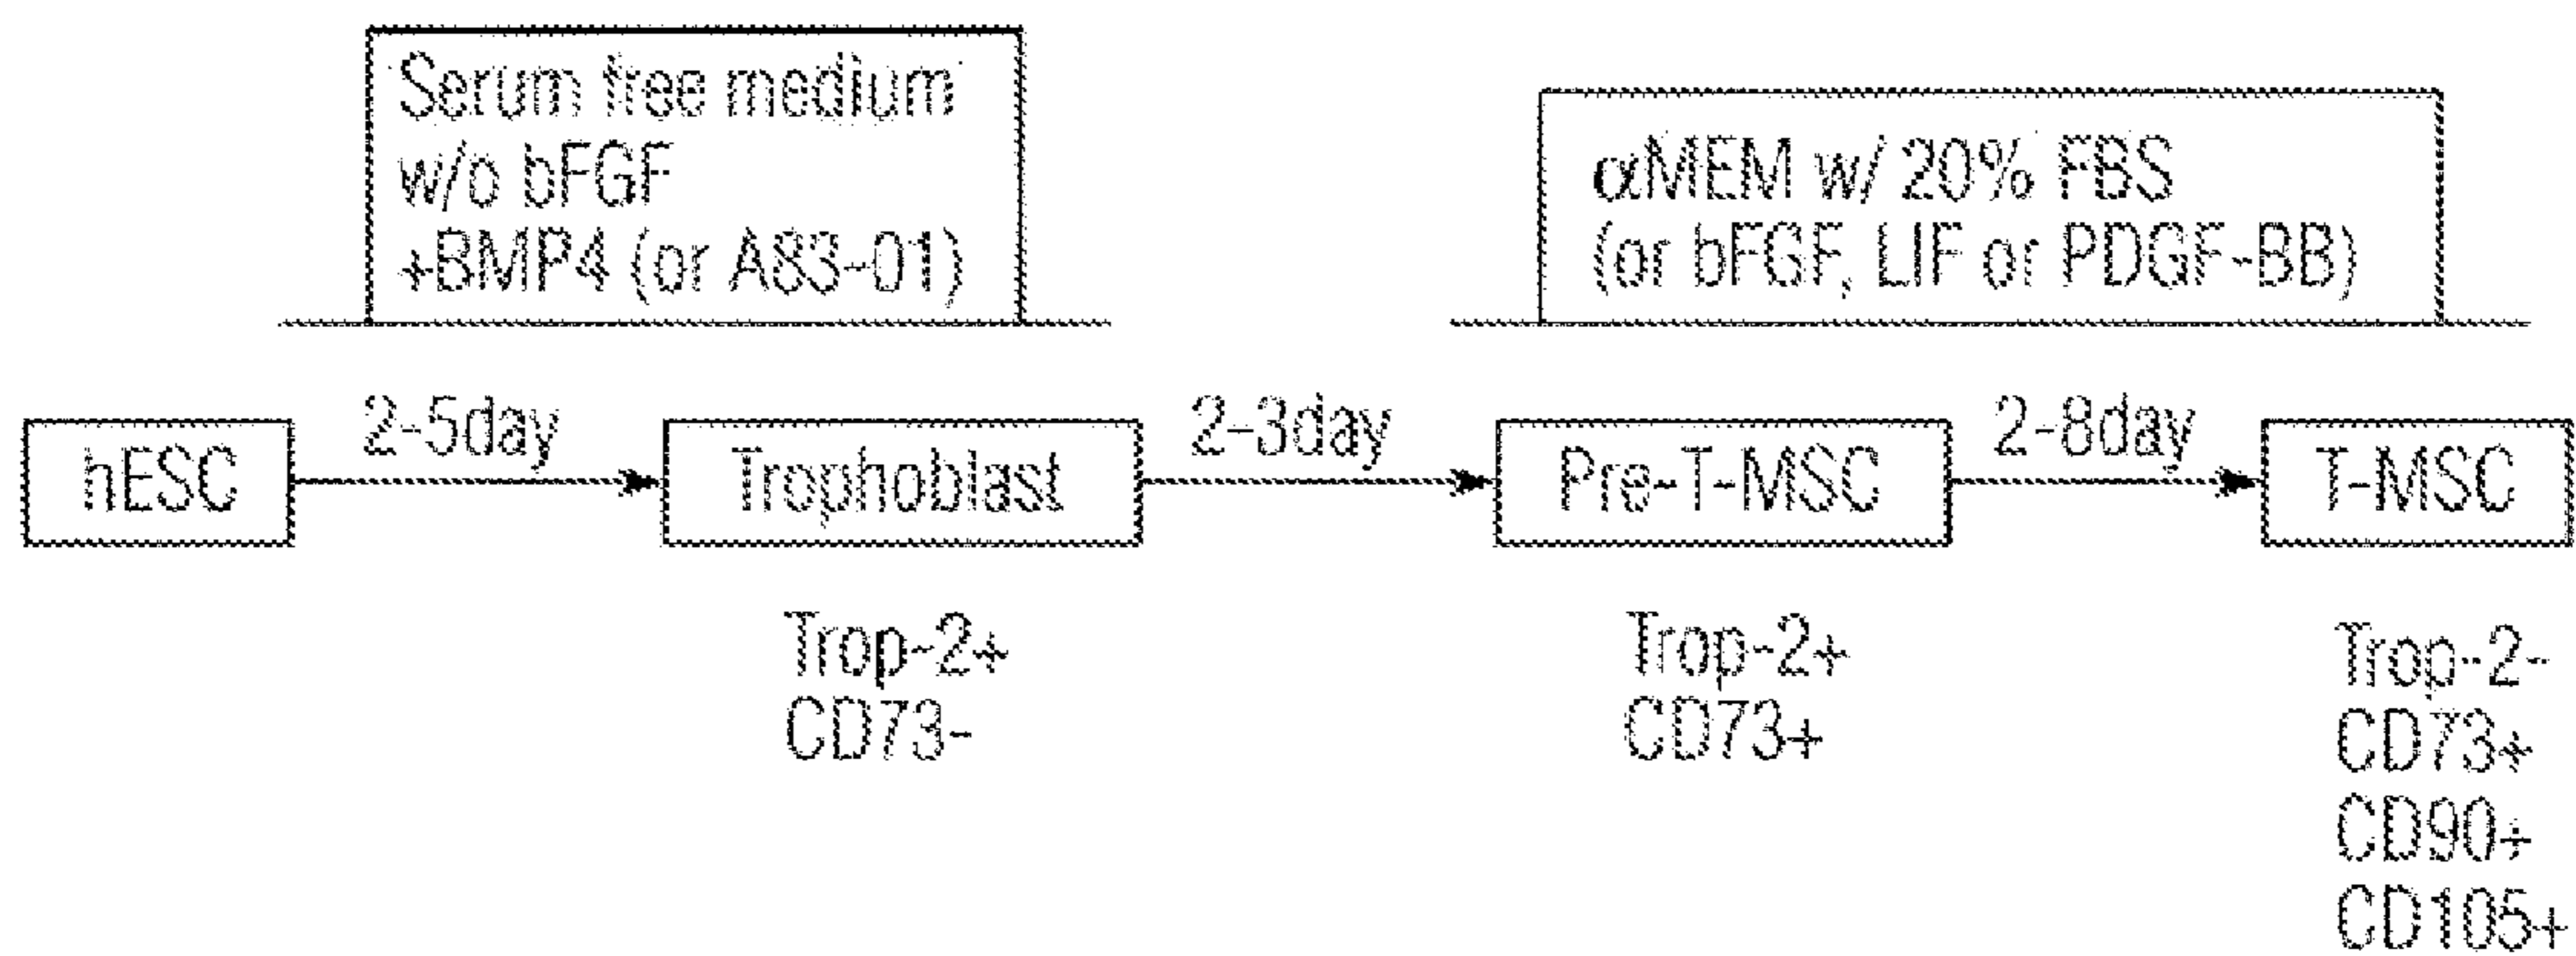 Serum free medium
w/o bFGF
+BMP4 (or A83-01)
αMEM w/ 20% FBS
(or bFGF, LIF or PDGF-BB)
hESC
2-5day
Trophoblast
2-3day
Pre-T-MSC
2-8day
T-MSC
Trop-2+
CD73-
Trop-2+
CD73+
Trop-2-
CD73+
CD90+
CD105+